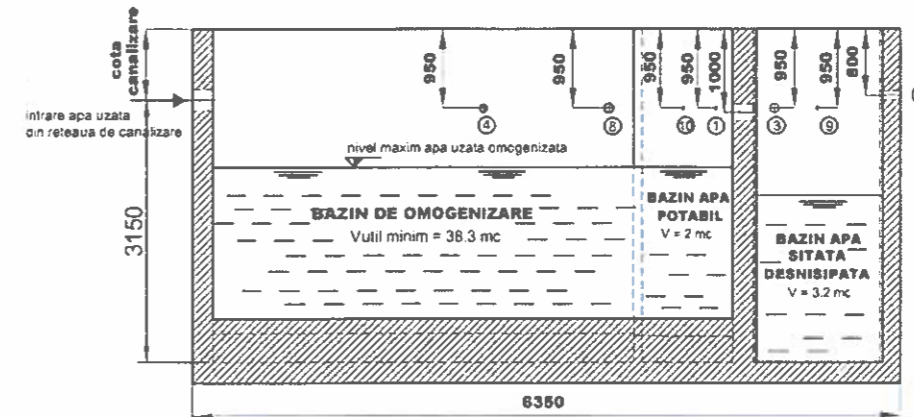 cota
canalizare
950
950
950
950
1000
950
950
800
intrare apa uzata
din reteaua de canalizare
4
8
10
1
3
9
nivel maxim apa uzata omogenizata
3150
BAZIN DE OMOGENIZARE
Vutil minim = 38.3 mc
BAZIN APA
POTABIL
V = 2 mc
BAZIN APA
SITATA
DESNISIPATA
V = 3.2 mc
6350